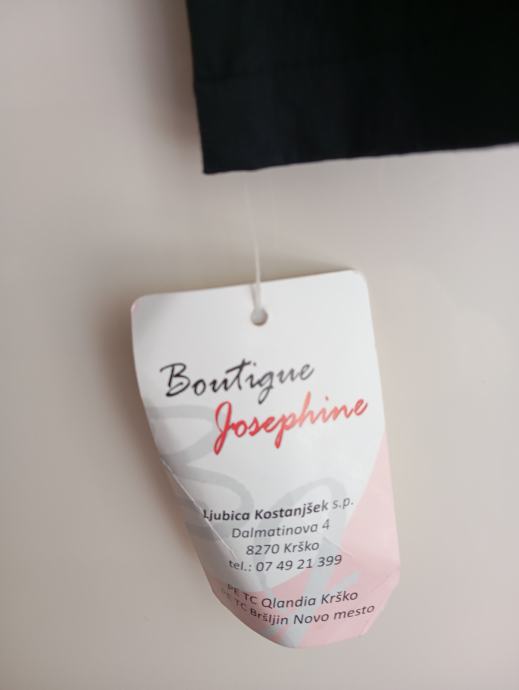 Boutique
Josephine
Ljubica Kostanjšek s.p.
Dalmatinova 4
8270 Krško
tel.: 07 49 21 399
PE TC Qlandia Krško
PE TC Bršljin Novo mesto